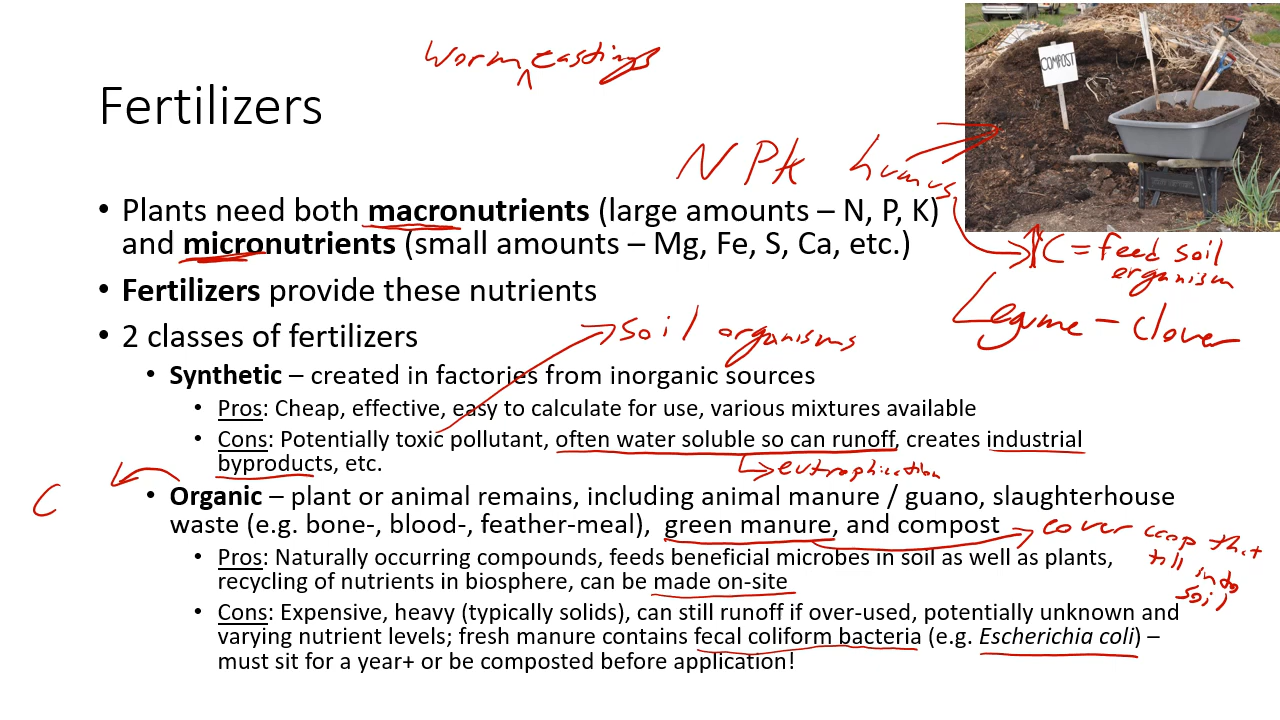 worm castings
COMPOST
Fertilizers
N P K humus
• Plants need both macronutrients (large amounts – N, P, K)
and micronutrients (small amounts – Mg, Fe, S, Ca, etc.)
↑ C = feed soil
organism
• Fertilizers provide these nutrients
Legume – clover
• 2 classes of fertilizers
soil organisms
• Synthetic – created in factories from inorganic sources
• Pros: Cheap, effective, easy to calculate for use, various mixtures available
• Cons: Potentially toxic pollutant, often water soluble so can runoff, creates industrial
byproducts, etc.
eutrophication
C
• Organic – plant or animal remains, including animal manure / guano, slaughterhouse
waste (e.g. bone-, blood-, feather-meal), green manure, and compost
cover crop that
till into
soil
• Pros: Naturally occurring compounds, feeds beneficial microbes in soil as well as plants,
recycling of nutrients in biosphere, can be made on-site
• Cons: Expensive, heavy (typically solids), can still runoff if over-used, potentially unknown and
varying nutrient levels; fresh manure contains fecal coliform bacteria (e.g. Escherichia coli) –
must sit for a year+ or be composted before application!